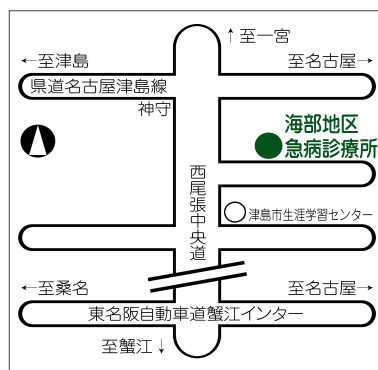 ↑至一宮
←至津島
至名古屋→
県道名古屋津島線
神守
海部地区
急病診療所
西尾張中央道
津島市生涯学習センター
←至桑名
至名古屋→
東名阪自動車道蟹江インター
至蟹江↓